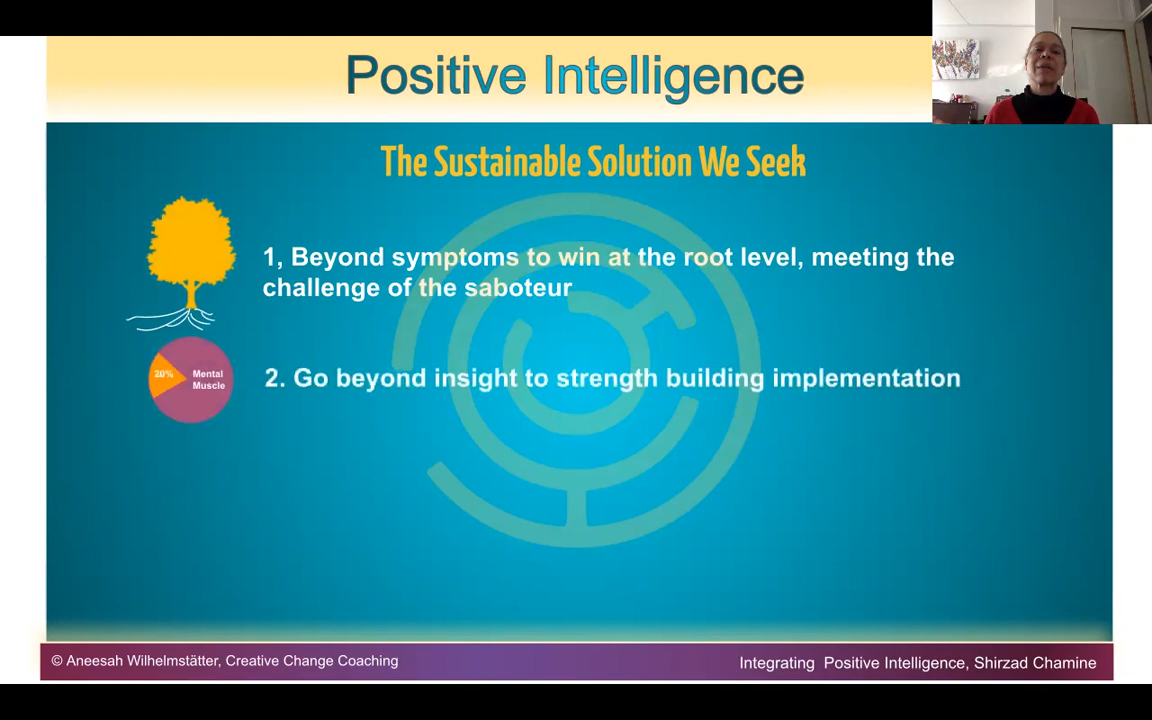 Positive Intelligence
The Sustainable Solution We Seek
1, Beyond symptoms to win at the root level, meeting the
challenge of the saboteur
20%
Mental
Muscle
2. Go beyond insight to strength building implementation
© Aneesah Wilhelmstätter, Creative Change Coaching
Integrating Positive Intelligence, Shirzad Chamine